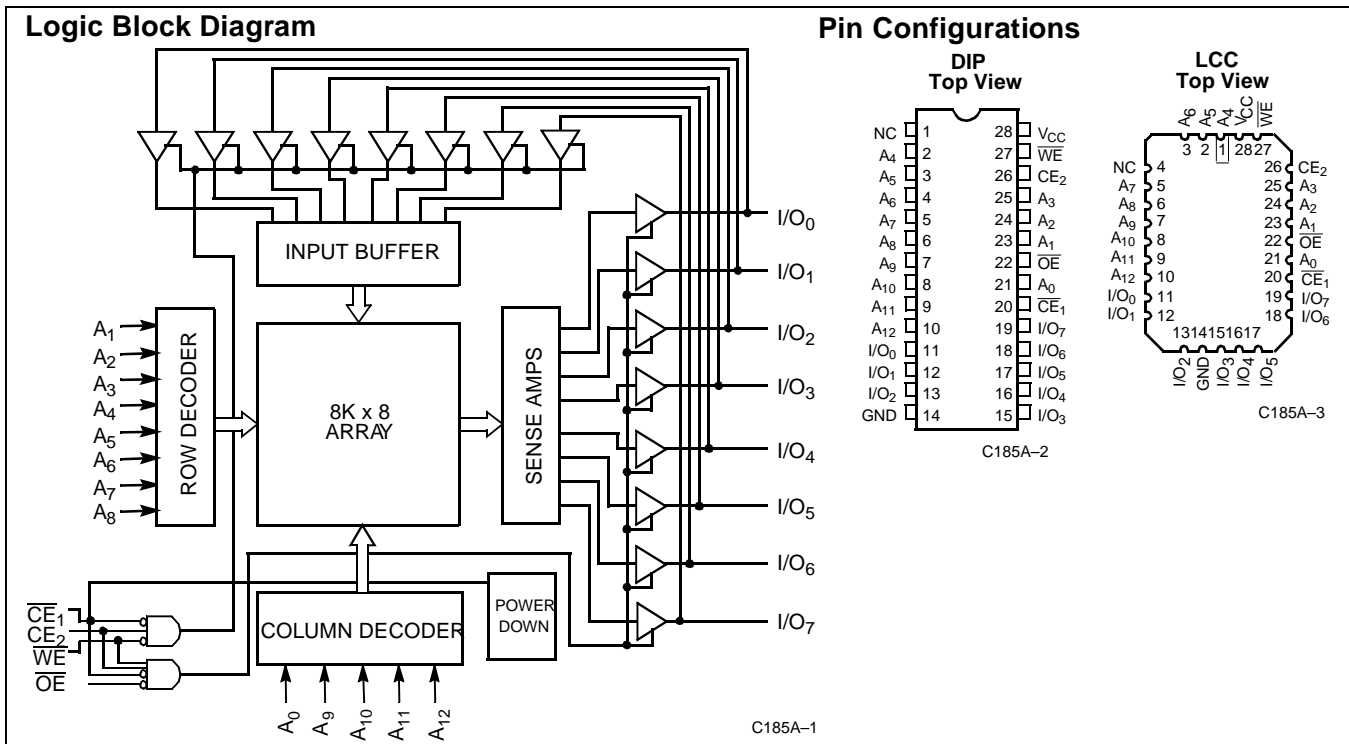 Logic Block Diagram
INPUT BUFFER
A1
A2
A3
A4
A5
A6
A7
A8
ROW DECODER
8K x 8
ARRAY
SENSE AMPS
I/O0
I/O1
I/O2
I/O3
I/O4
I/O5
I/O6
I/O7
CE1
CE2
WE
OE
COLUMN DECODER
POWER
DOWN
A0 A9 A10 A11 A12
C185A–1
Pin Configurations
DIP
Top View
NC 1 28 VCC
A4 2 27 WE
A5 3 26 CE2
A6 4 25 A3
A7 5 24 A2
A8 6 23 A1
A9 7 22 OE
A10 8 21 A0
A11 9 20 CE1
A12 10 19 I/O7
I/O0 11 18 I/O6
I/O1 12 17 I/O5
I/O2 13 16 I/O4
GND 14 15 I/O3
C185A–2
LCC
Top View
A6 A5 A4 VCC WE
3 2 1 28 27
NC 4 26 CE2
A7 5 25 A3
A8 6 24 A2
A9 7 23 A1
A10 8 22 OE
A11 9 21 A0
A12 10 20 CE1
I/O0 11 19 I/O7
I/O1 12 18 I/O6
13 14 15 16 17
I/O2 GND I/O3 I/O4 I/O5
C185A–3